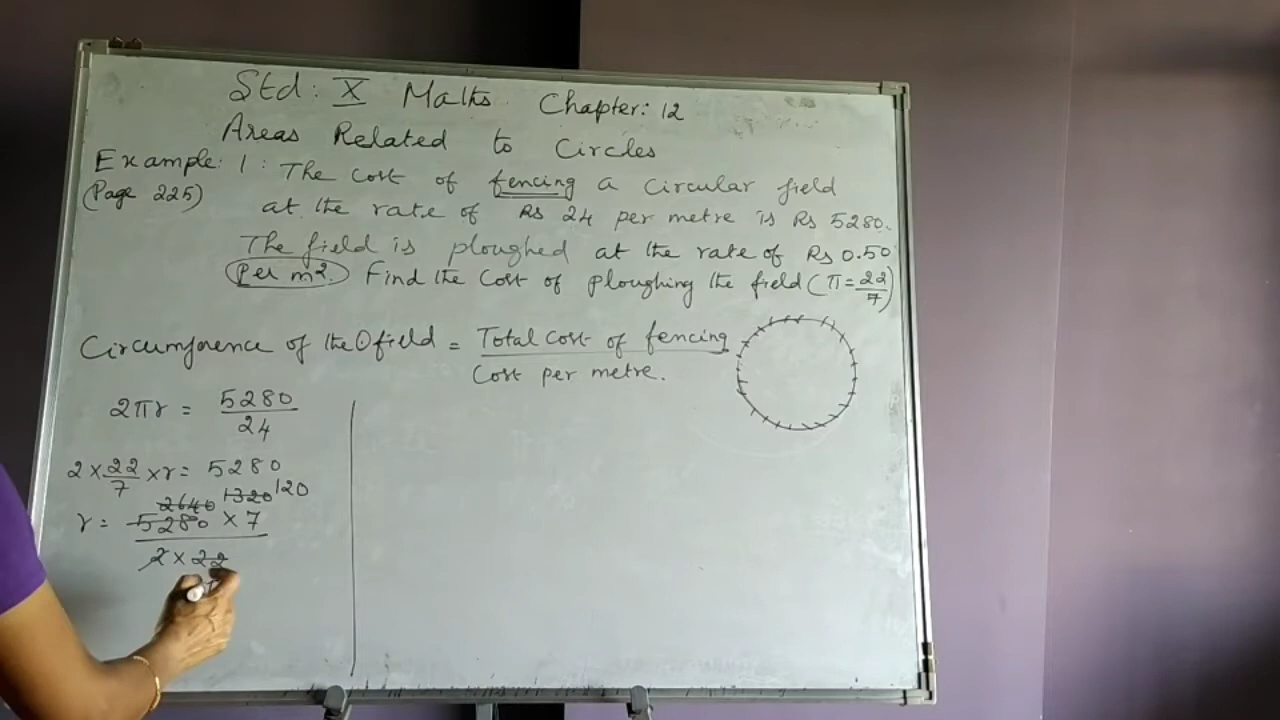 Std: X Maths Chapter: 12
Areas Related to Circles
Example: 1: The cost of fencing a circular field
(Page 225) at the rate of Rs 24 per metre is Rs 5280.
The field is ploughed at the rate of Rs 0.50
Per m². Find the cost of ploughing the field (π = 22/7)
Circumference of the O field = Total cost of fencing / Cost per metre.
2πr = 5280/24
2 × 22/7 × r = 5280
2640 1320 120
r = 5280 × 7
2 × 22